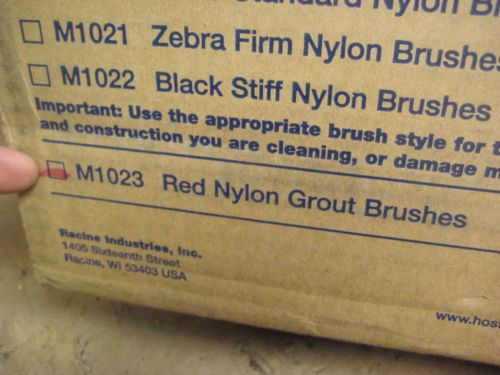 Standard Nylon
M1021 Zebra Firm Nylon Brushes
M1022 Black Stiff Nylon Brushes
Important: Use the appropriate brush style for
and construction you are cleaning, or damage
M1023 Red Nylon Grout Brushes
Racine Industries, Inc.
1405 Sixteenth Street
Racine, WI 53403 USA
www.hos